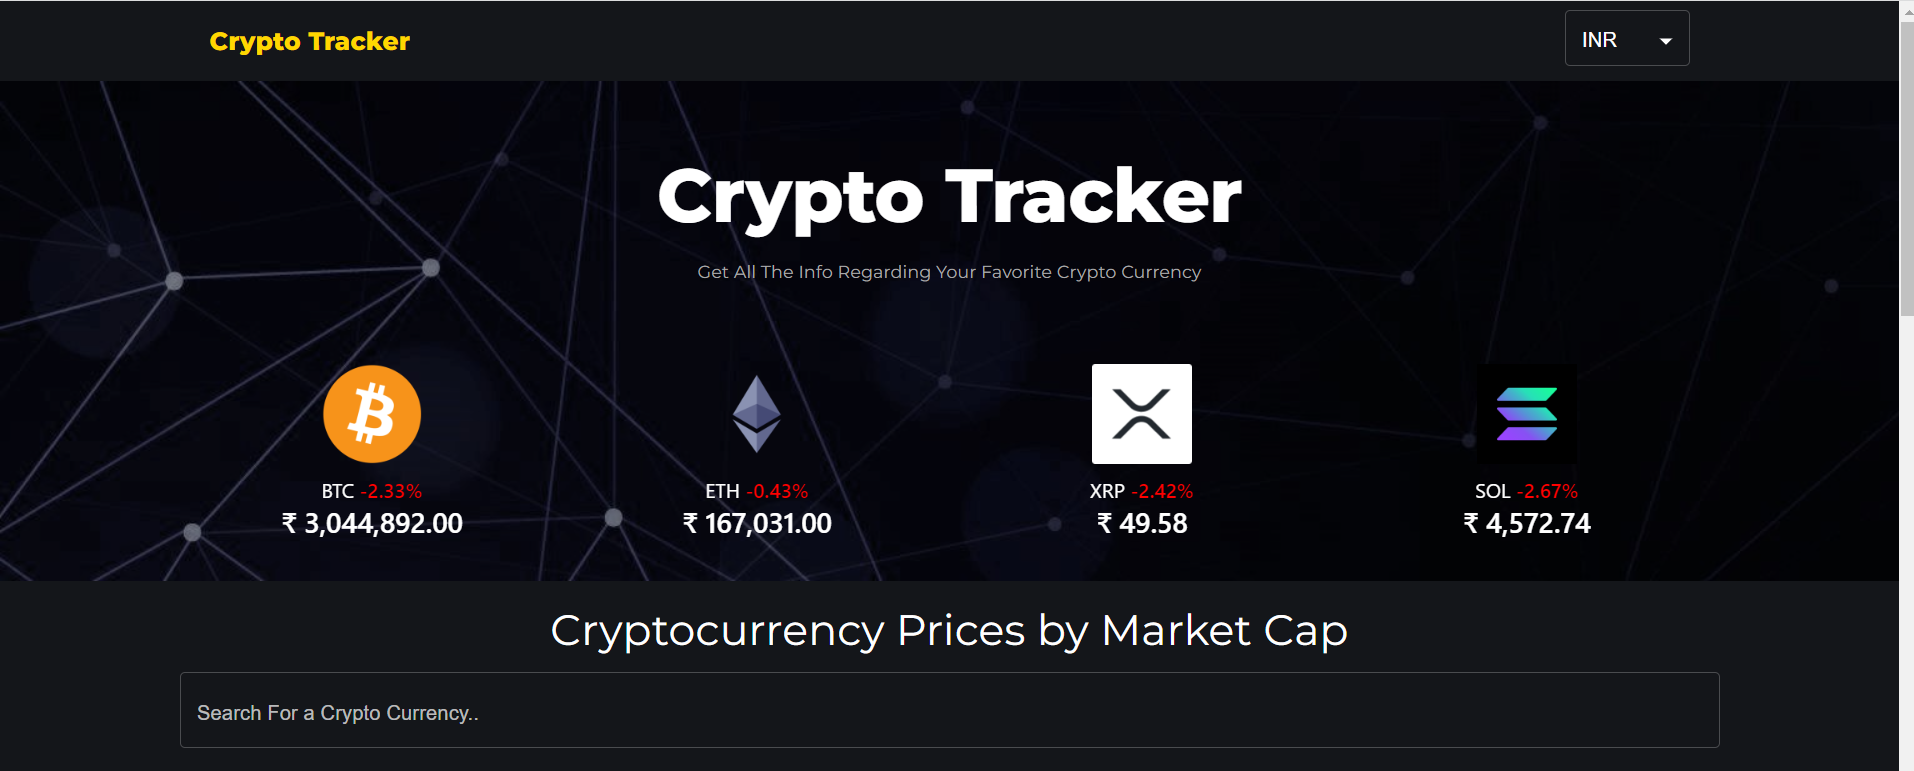 Crypto Tracker
INR
Crypto Tracker
Get All The Info Regarding Your Favorite Crypto Currency
BTC -2.33%
₹ 3,044,892.00
ETH -0.43%
₹ 167,031.00
XRP -2.42%
₹ 49.58
SOL -2.67%
₹ 4,572.74
Cryptocurrency Prices by Market Cap
Search For a Crypto Currency..